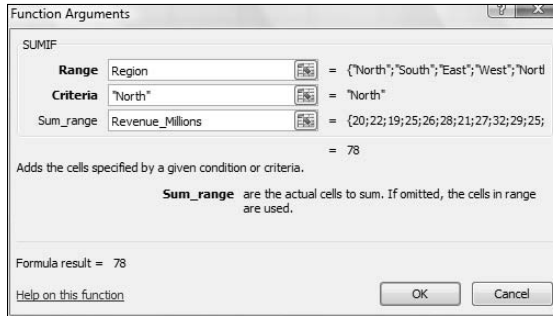 Function Arguments
SUMIF
Range Region = {"North";"South";"East";"West";"Nortl
Criteria "North" = "North"
Sum_range Revenue_Millions = {20;22;19;25;26;28;21;27;32;29;25;
= 78
Adds the cells specified by a given condition or criteria.
Sum_range are the actual cells to sum. If omitted, the cells in range
are used.
Formula result = 78
Help on this function OK Cancel